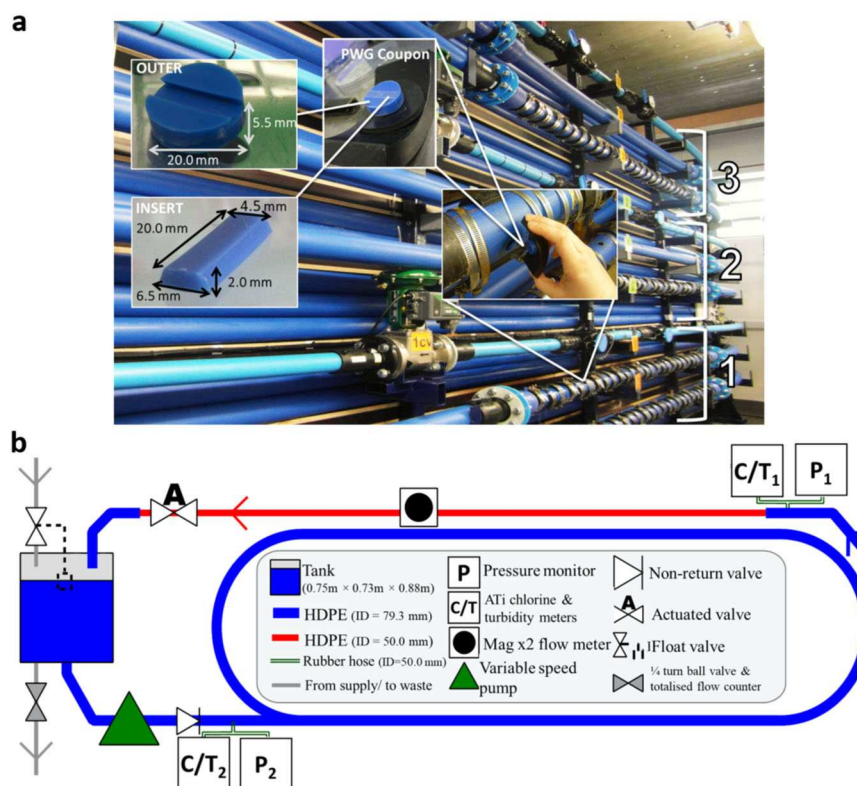 a
OUTER
5.5 mm
20.0 mm
PWG Coupon
INSERT
4.5 mm
20.0 mm
2.0 mm
6.5 mm
1cv
3
2
1
b
A
C/T1
P1
C/T2
P2
Tank
(0.75m × 0.73m × 0.88m)
HDPE (ID = 79.3 mm)
HDPE (ID = 50.0 mm)
Rubber hose (ID=50.0 mm)
From supply/ to waste
P Pressure monitor
C/T ATi chlorine &
turbidity meters
Mag x2 flow meter
Variable speed
pump
Non-return valve
A Actuated valve
Float valve
¼ turn ball valve &
totalised flow counter